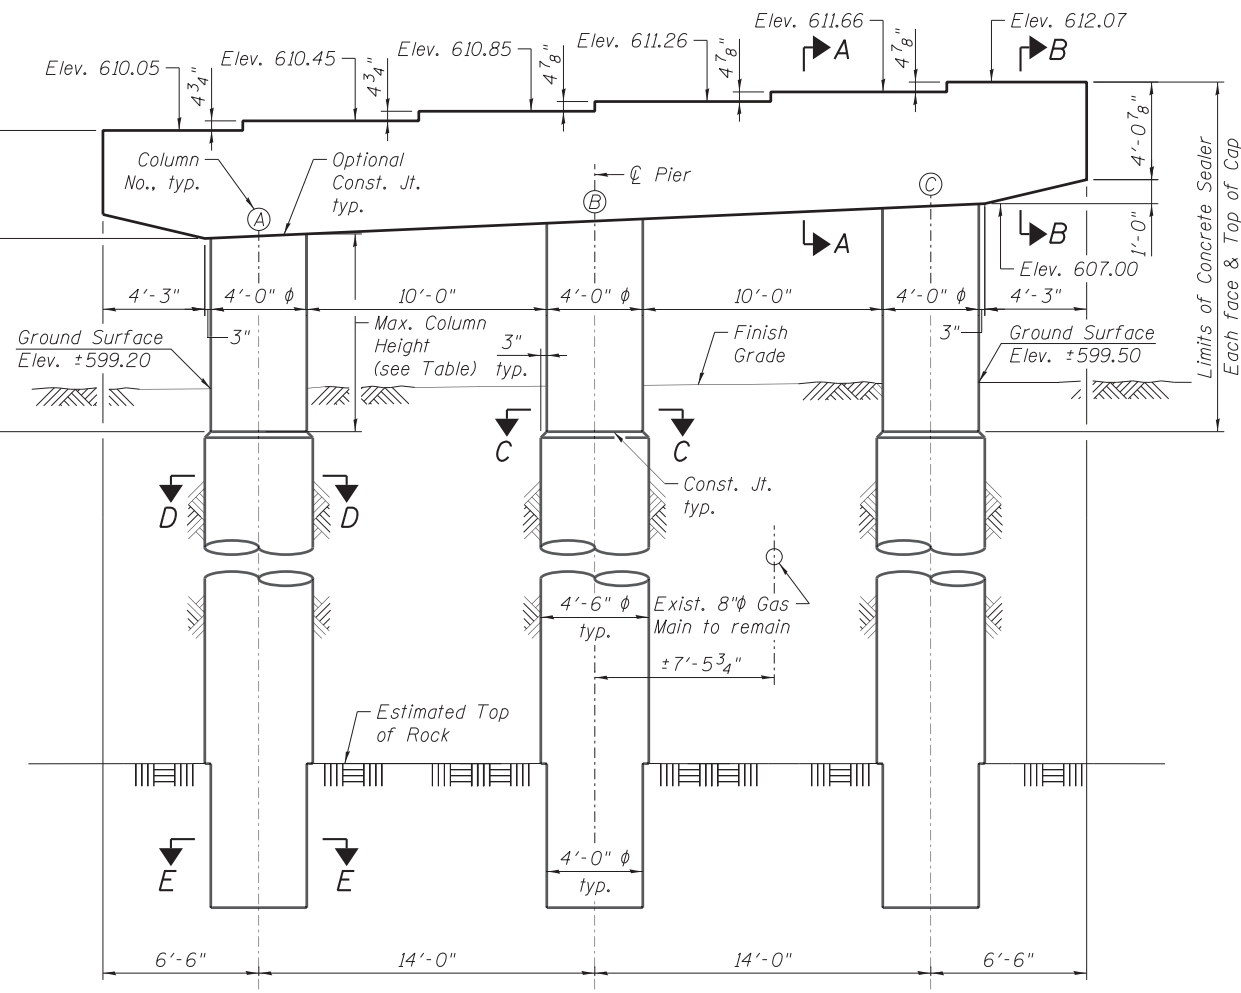 Elev. 610.05
Elev. 610.45
Elev. 610.85
Elev. 611.26
Elev. 611.66
Elev. 612.07
4 3/4"
4 3/4"
4 7/8"
4 7/8"
4 7/8"
A
B
Column
No., typ.
Optional
Const. Jt.
typ.
℄ Pier
A
B
C
A
B
4'-0 7/8"
1'-0"
Limits of Concrete Sealer
Each face & Top of Cap
Elev. 607.00
4'-3"
4'-0" ϕ
10'-0"
4'-0" ϕ
10'-0"
4'-0" ϕ
4'-3"
3"
3"
Ground Surface
Elev. ±599.20
Max. Column
Height
(see Table)
3"
typ.
Finish
Grade
Ground Surface
Elev. ±599.50
C
C
D
D
Const. Jt.
typ.
4'-6" ϕ
typ.
Exist. 8"ϕ Gas
Main to remain
±7'-5 3/4"
Estimated Top
of Rock
E
E
4'-0" ϕ
typ.
6'-6"
14'-0"
14'-0"
6'-6"